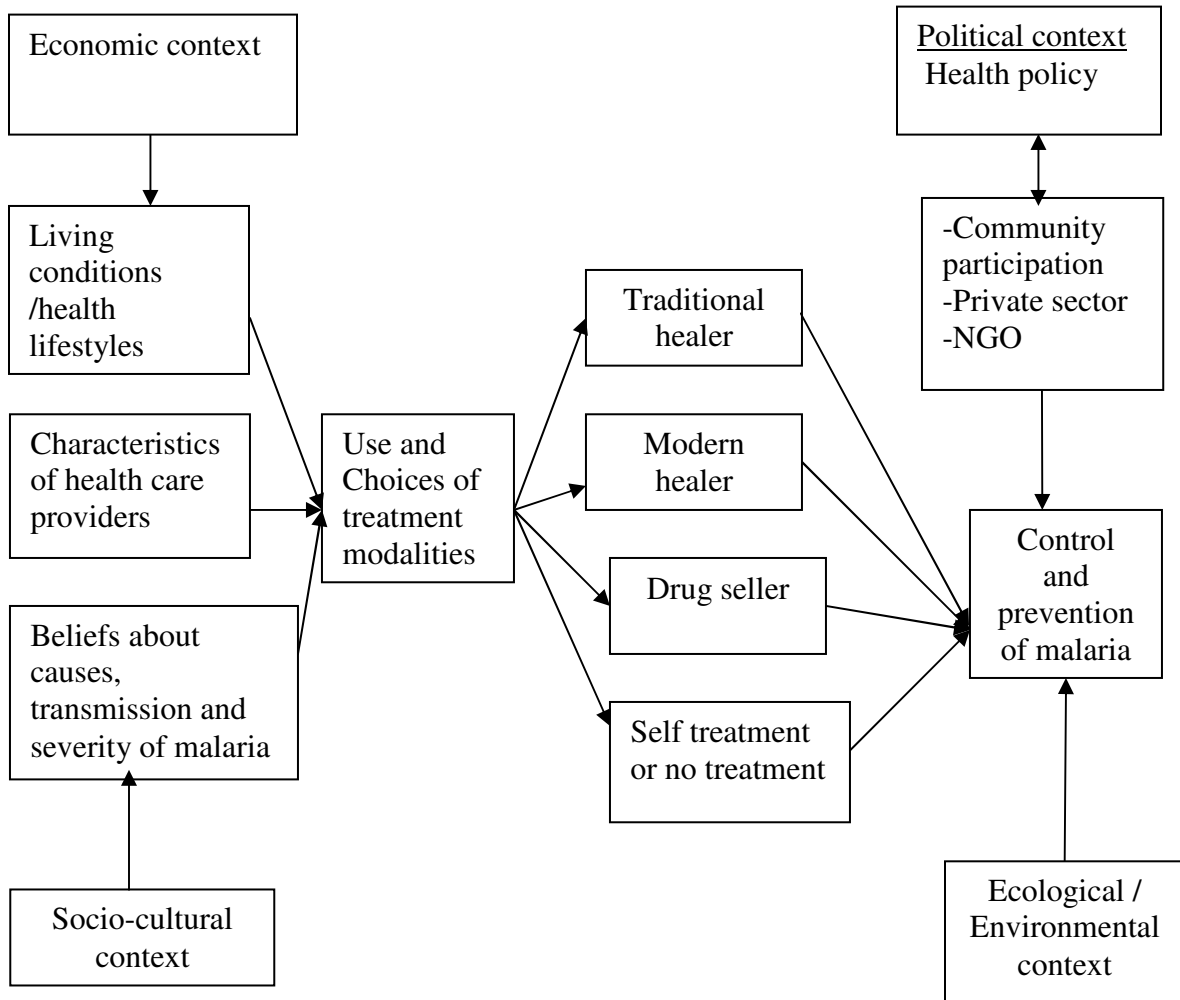 Economic context
Political context
Health policy
Living
conditions
/health
lifestyles
-Community
participation
-Private sector
-NGO
Traditional
healer
Characteristics
of health care
providers
Use and
Choices of
treatment
modalities
Modern
healer
Control
and
prevention
of malaria
Drug seller
Beliefs about
causes,
transmission and
severity of malaria
Self treatment
or no treatment
Socio-cultural
context
Ecological /
Environmental
context